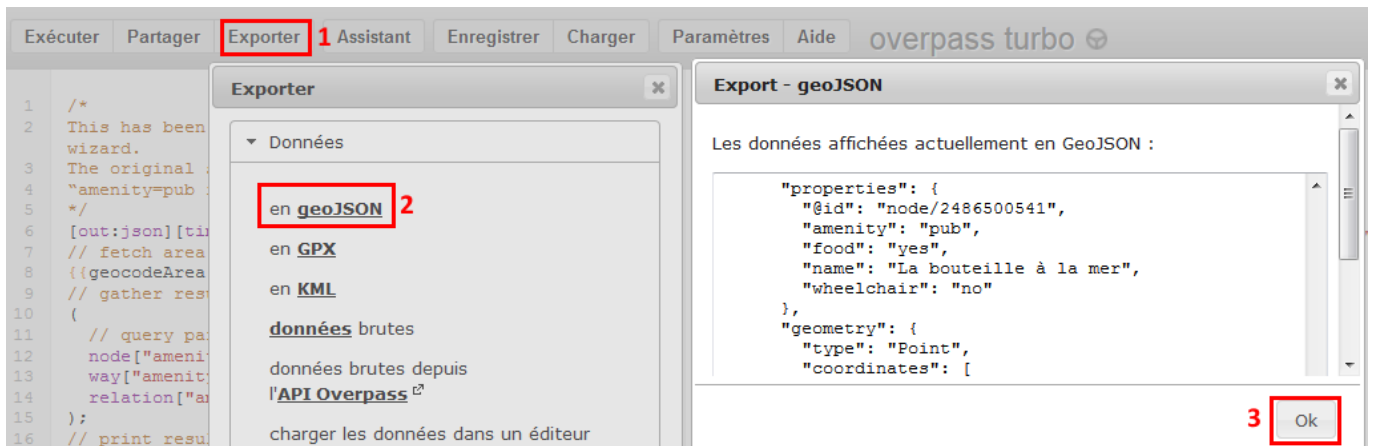 Exécuter Partager Exporter 1 Assistant Enregistrer Charger Paramètres Aide overpass turbo
1 /*
2 This has been
wizard.
3 The original
4 "amenity=pub
5 */
6 [out:json][ti
7 // fetch area
8 {{geocodeArea
9 // gather res
10 (
11 // query pa
12 node["ameni
13 way["amenit
14 relation["a
15 );
16 // print resu
Exporter
Données
en geoJSON 2
en GPX
en KML
données brutes
données brutes depuis
l'API Overpass
charger les données dans un éditeur
Export - geoJSON
Les données affichées actuellement en GeoJSON :
"properties": {
"@id": "node/2486500541",
"amenity": "pub",
"food": "yes",
"name": "La bouteille à la mer",
"wheelchair": "no"
},
"geometry": {
"type": "Point",
"coordinates": [
3 Ok